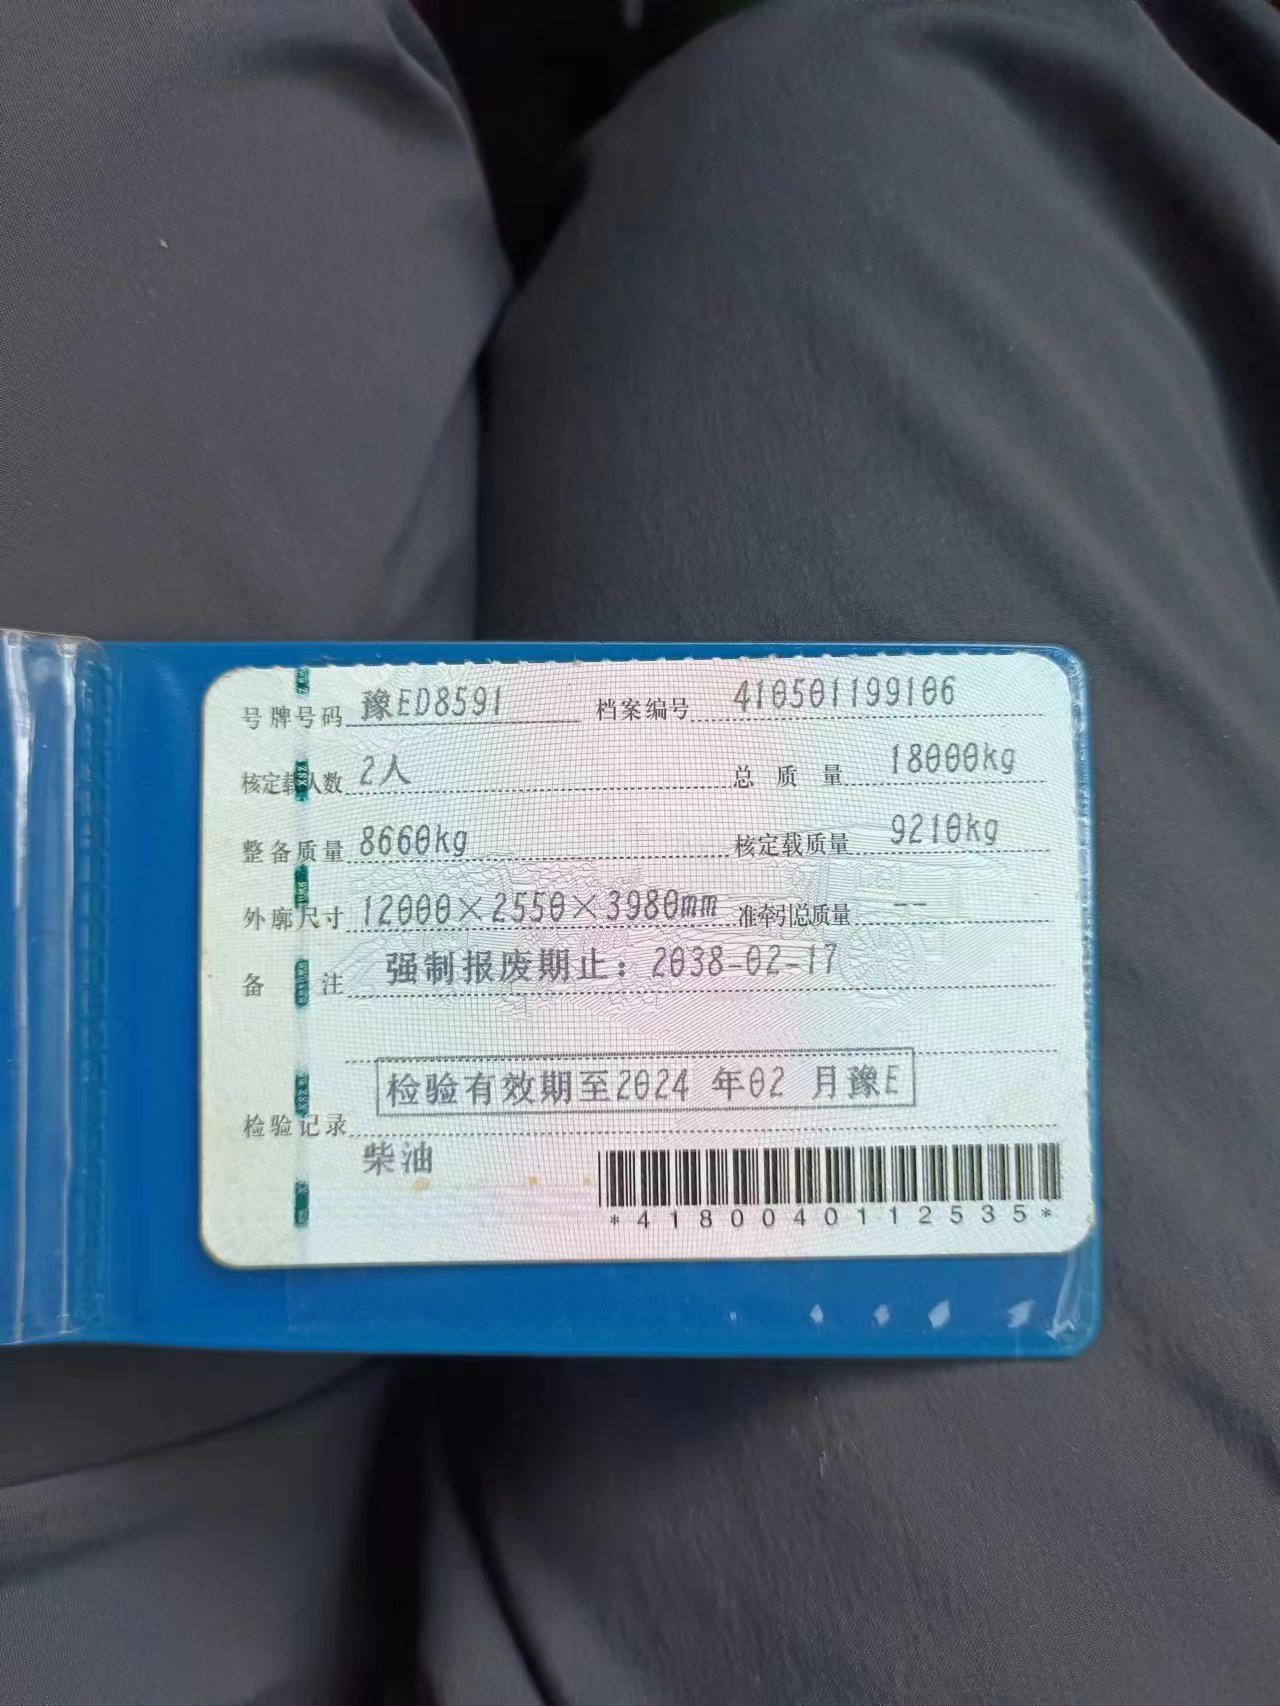 号牌号码 豫ED8591 档案编号 410501199106
核定载人数 2人 总质量 18000kg
整备质量 8660kg 核定载质量 9210kg
外廓尺寸 12000×2550×3980mm 准牵引总质量 --
备注 强制报废期止：2038-02-17
检验有效期至2024 年02 月豫E
检验记录
柴油
*4180040112535*